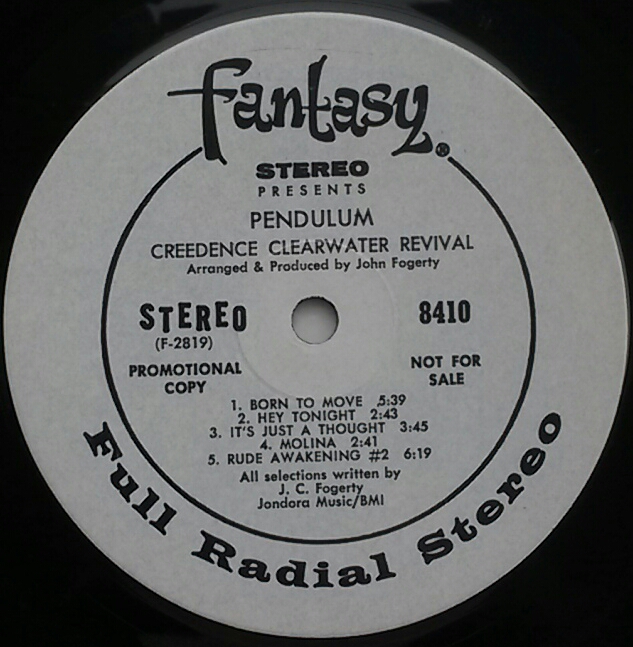 fantasy®
STEREO
PRESENTS
PENDULUM
CREEDENCE CLEARWATER REVIVAL
Arranged & Produced by John Fogerty
STEREO
8410
(F-2819)
PROMOTIONAL
COPY
NOT FOR
SALE
1. BORN TO MOVE 5:39
2. HEY TONIGHT 2:43
3. IT'S JUST A THOUGHT 3:45
4. MOLINA 2:41
5. RUDE AWAKENING #2 6:19
All selections written by
J. C. Fogerty
Jondora Music/BMI
Full Radial Stereo